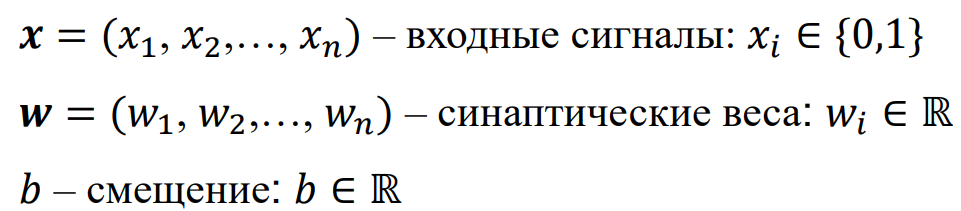 𝒙 = (𝑥₁, 𝑥₂,…, 𝑥ₙ) – входные сигналы: 𝑥ᵢ ∈ {0,1}
𝒘 = (𝑤₁, 𝑤₂,…, 𝑤ₙ) – синаптические веса: 𝑤ᵢ ∈ ℝ
𝑏 – смещение: 𝑏 ∈ ℝ